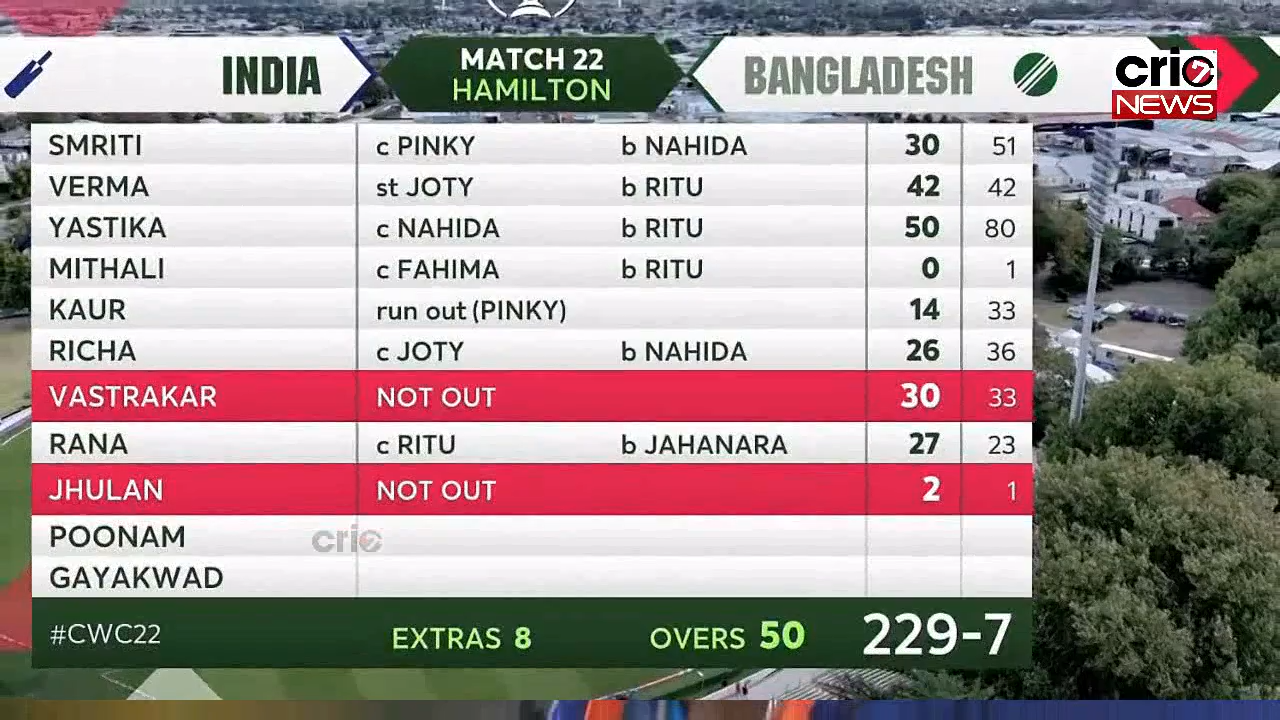 INDIA
MATCH 22
HAMILTON
BANGLADESH
cric7
NEWS
SMRITI c PINKY b NAHIDA 30 51
VERMA st JOTY b RITU 42 42
YASTIKA c NAHIDA b RITU 50 80
MITHALI c FAHIMA b RITU 0 1
KAUR run out (PINKY) 14 33
RICHA c JOTY b NAHIDA 26 36
VASTRAKAR NOT OUT 30 33
RANA c RITU b JAHANARA 27 23
JHULAN NOT OUT 2 1
POONAM
cric
GAYAKWAD
#CWC22 EXTRAS 8 OVERS 50 229-7